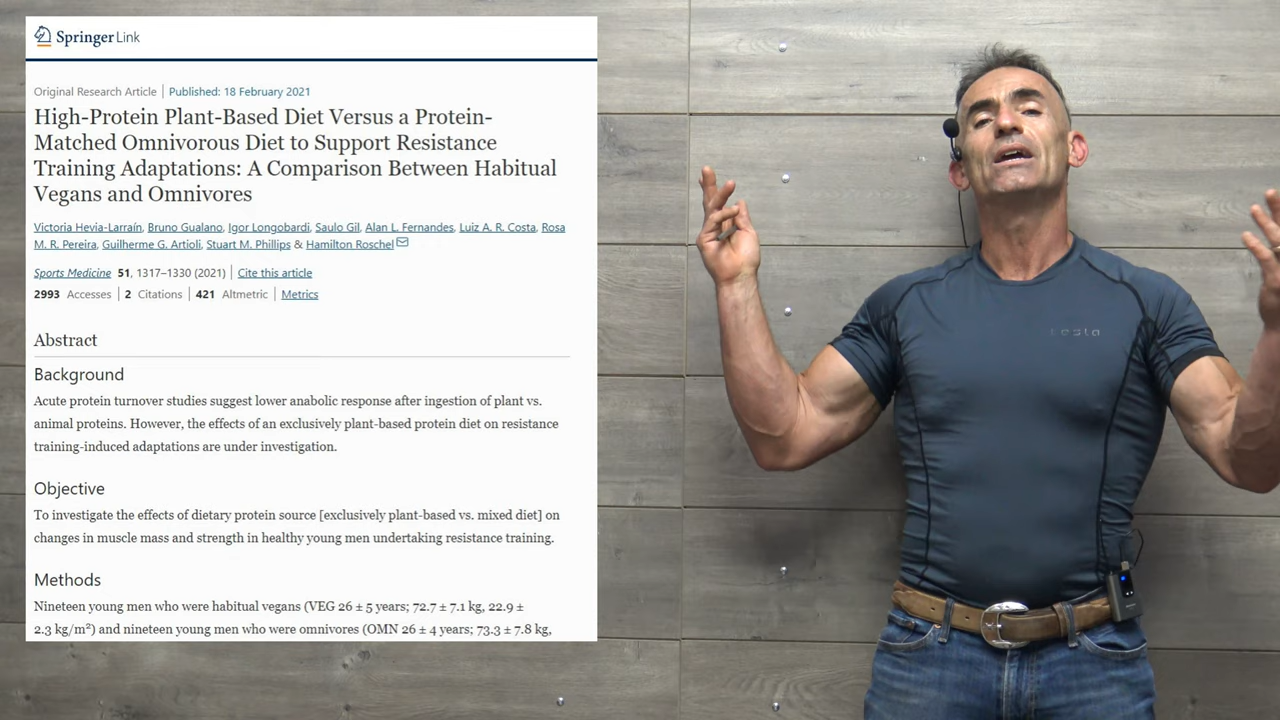 Springer Link
Original Research Article | Published: 18 February 2021
High-Protein Plant-Based Diet Versus a Protein-
Matched Omnivorous Diet to Support Resistance
Training Adaptations: A Comparison Between Habitual
Vegans and Omnivores
Victoria Hevia-Larraín, Bruno Gualano, Igor Longobardi, Saulo Gil, Alan L. Fernandes, Luiz A. R. Costa, Rosa
M. R. Pereira, Guilherme G. Artioli, Stuart M. Phillips & Hamilton Roschel
Sports Medicine 51, 1317–1330 (2021) | Cite this article
2993 Accesses | 2 Citations | 421 Altmetric | Metrics
Abstract
Background
Acute protein turnover studies suggest lower anabolic response after ingestion of plant vs.
animal proteins. However, the effects of an exclusively plant-based protein diet on resistance
training-induced adaptations are under investigation.
Objective
To investigate the effects of dietary protein source [exclusively plant-based vs. mixed diet] on
changes in muscle mass and strength in healthy young men undertaking resistance training.
Methods
Nineteen young men who were habitual vegans (VEG 26 ± 5 years; 72.7 ± 7.1 kg, 22.9 ±
2.3 kg/m²) and nineteen young men who were omnivores (OMN 26 ± 4 years; 73.3 ± 7.8 kg,